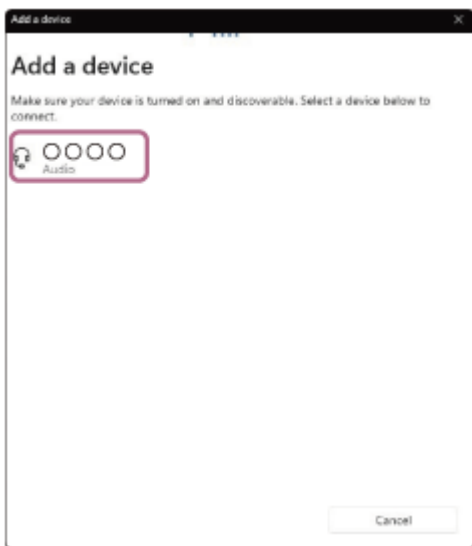 Add a device
Add a device
Make sure your device is turned on and discoverable. Select a device below to
connect.
○○○○
Audio
Cancel